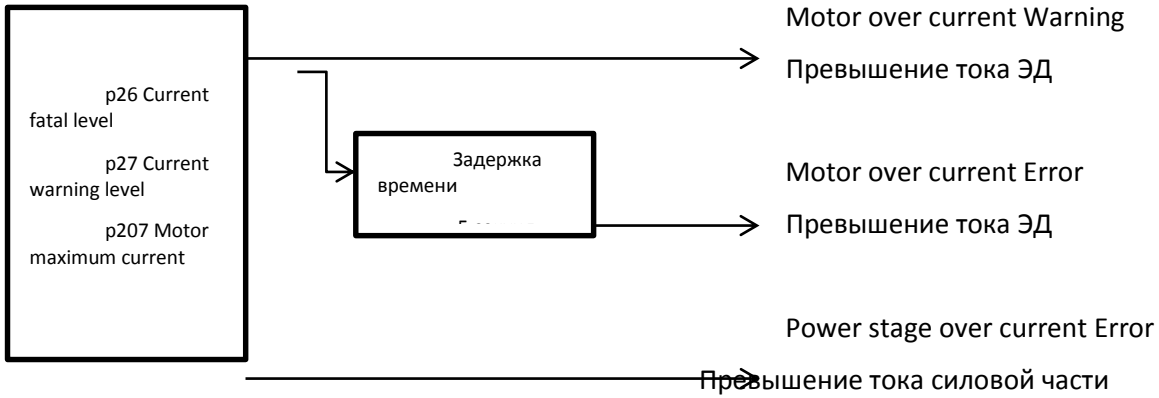 p26 Current
fatal level
p27 Current
warning level
p207 Motor
maximum current
Задержка
времени
Motor over current Warning
Превышение тока ЭД
Motor over current Error
Превышение тока ЭД
Power stage over current Error
Превышение тока силовой части